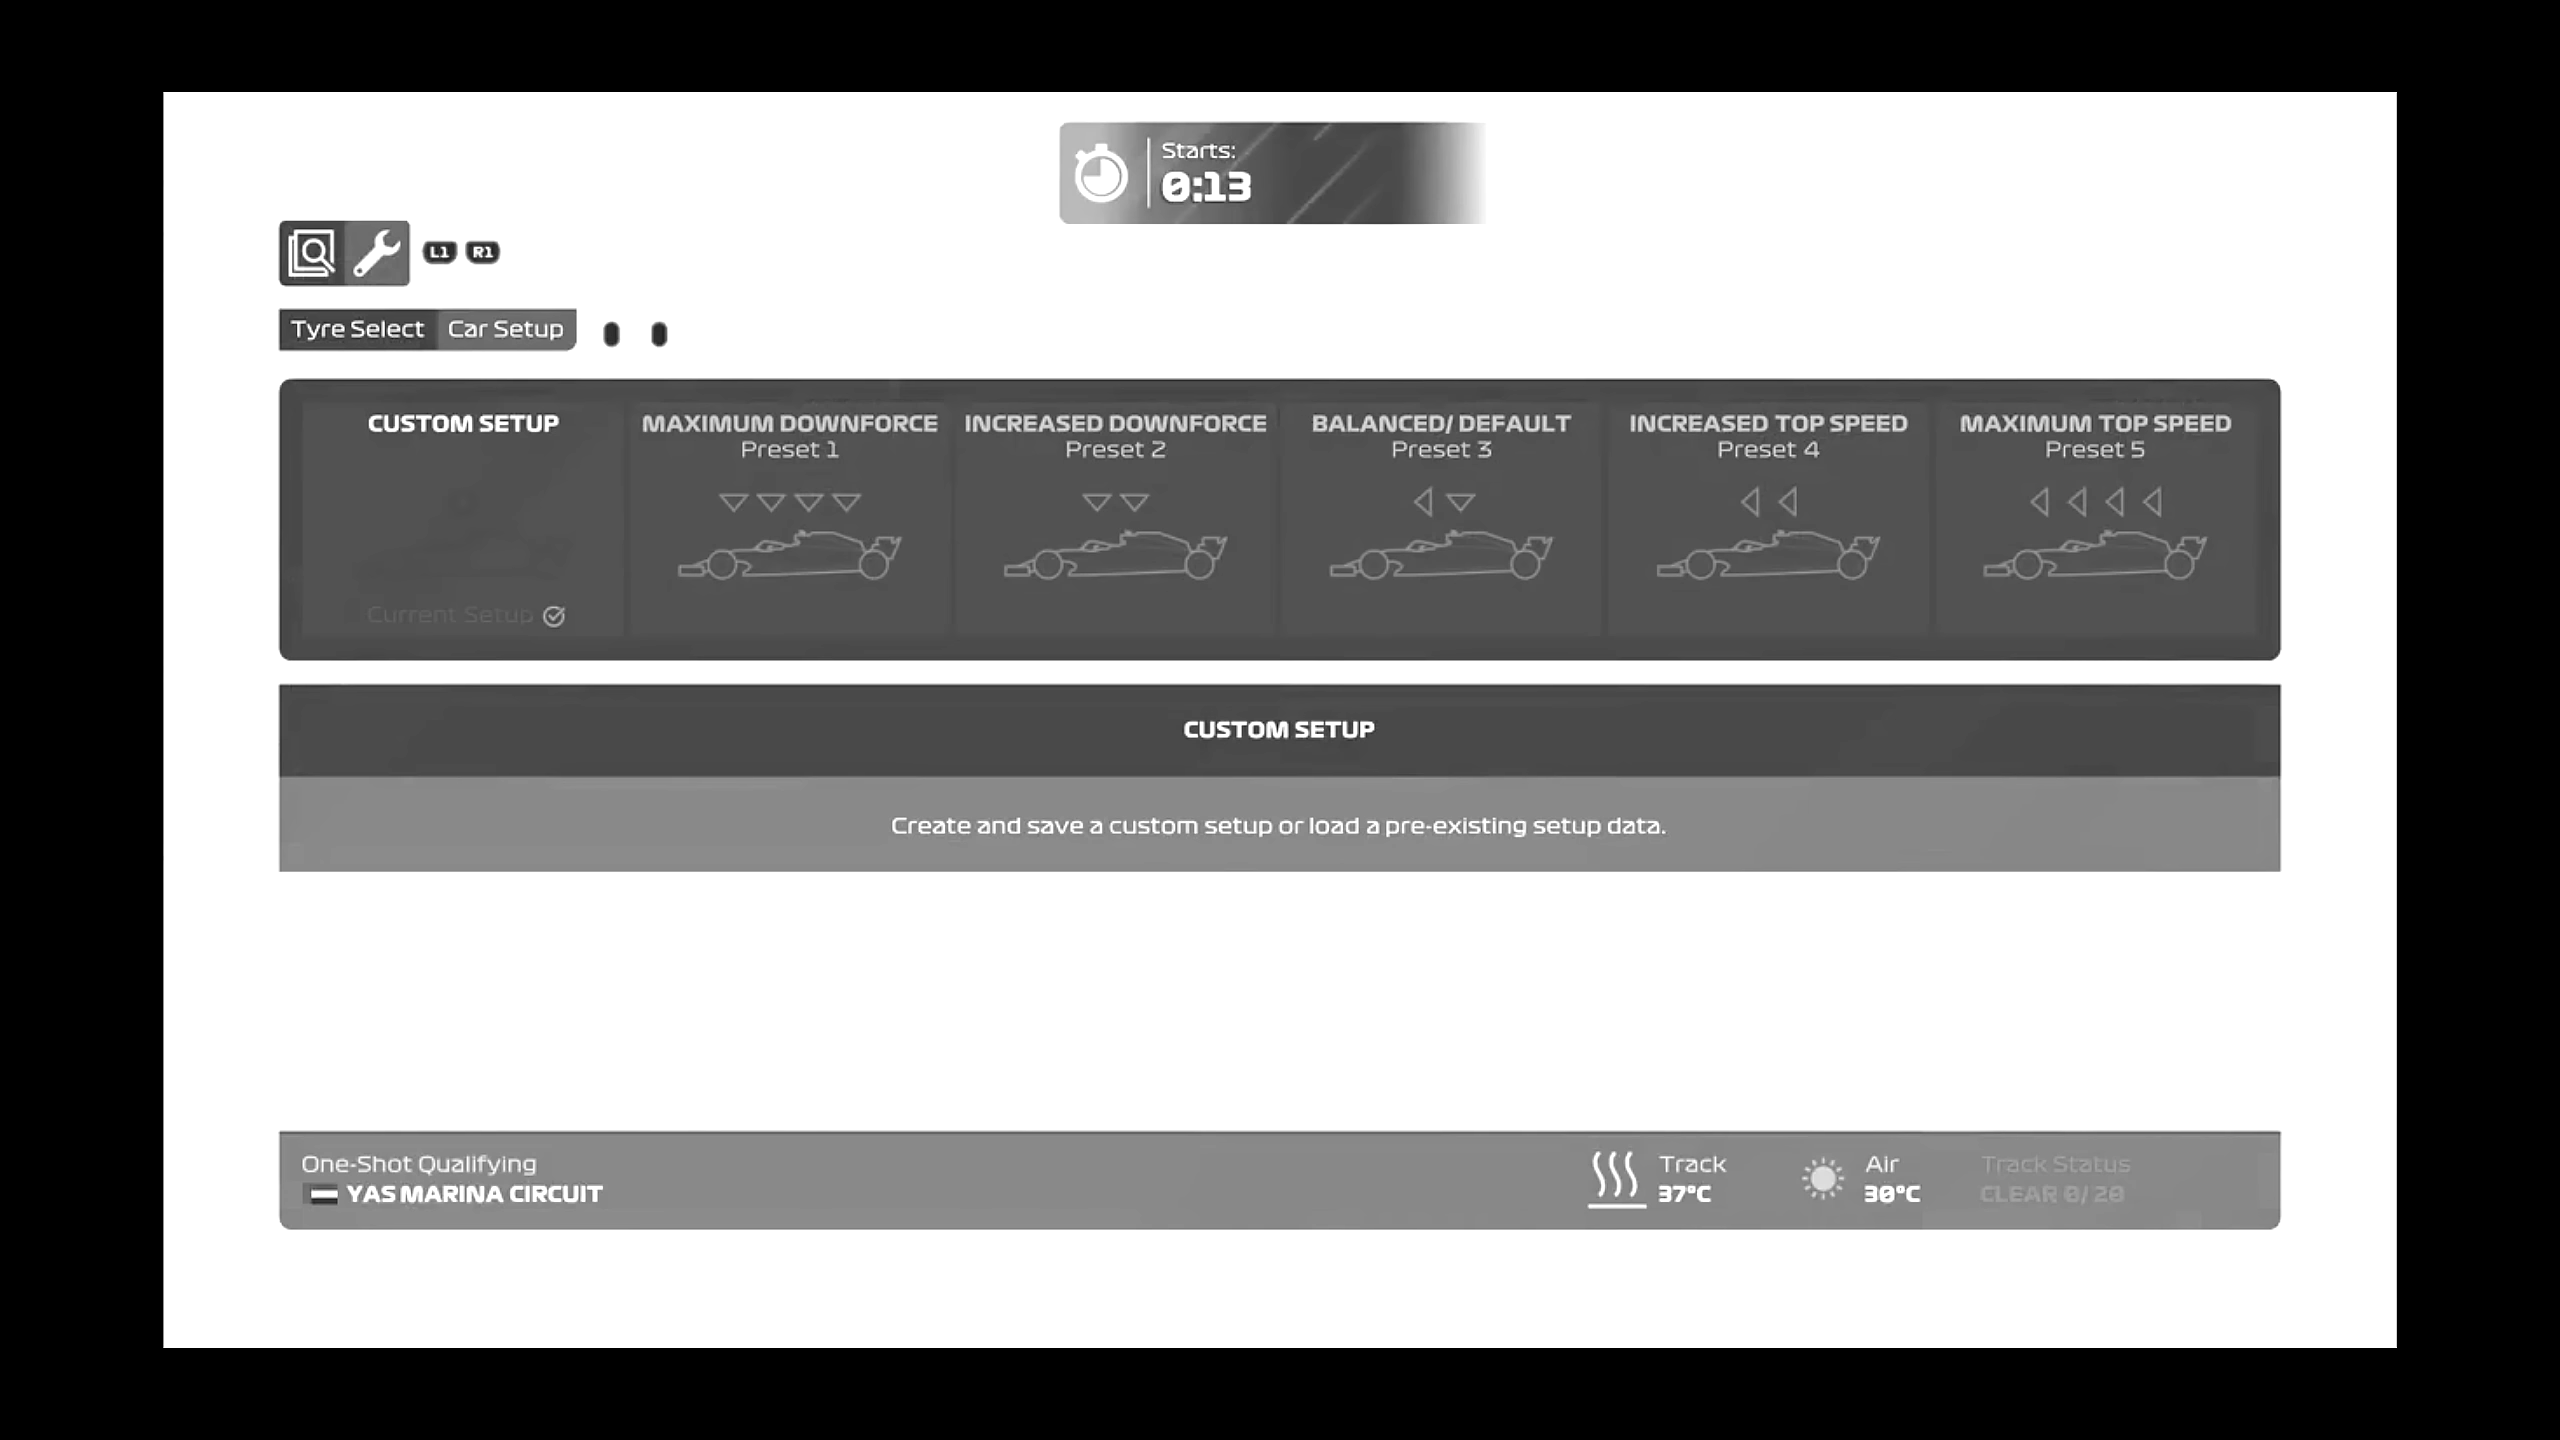 Starts:
0:13
L1 R1
Tyre Select Car Setup
CUSTOM SETUP
Current Setup
MAXIMUM DOWNFORCE
Preset 1
INCREASED DOWNFORCE
Preset 2
BALANCED/ DEFAULT
Preset 3
INCREASED TOP SPEED
Preset 4
MAXIMUM TOP SPEED
Preset 5
CUSTOM SETUP
Create and save a custom setup or load a pre-existing setup data.
One-Shot Qualifying
YAS MARINA CIRCUIT
Track
37°C
Air
30°C
Track Status
CLEAR 0/20